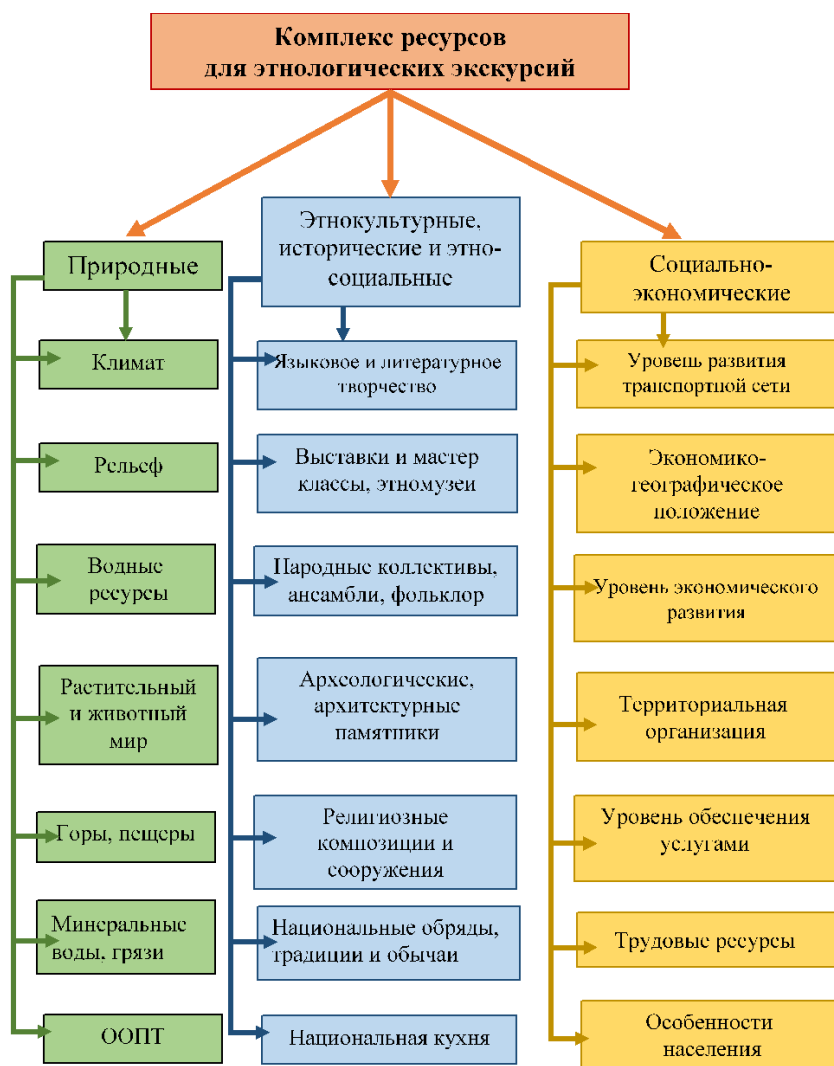 Комплекс ресурсов
для этнологических экскурсий
Природные
Климат
Рельеф
Водные
ресурсы
Растительный
и животный
мир
Горы, пещеры
Минеральные
воды, грязи
ООПТ
Этнокультурные,
исторические и этно-
социальные
Языковое и литературное
творчество
Выставки и мастер
классы, этномузеи
Народные коллективы,
ансамбли, фольклор
Археологические,
архитектурные
памятники
Религиозные
композиции и
сооружения
Национальные обряды,
традиции и обычаи
Национальная кухня
Социально-
экономические
Уровень развития
транспортной сети
Экономико-
географическое
положение
Уровень экономического
развития
Территориальная
организация
Уровень обеспечения
услугами
Трудовые ресурсы
Особенности
населения